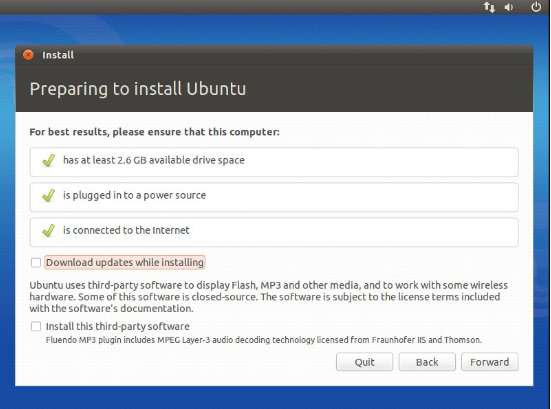 Install
Preparing to install Ubuntu
For best results, please ensure that this computer:
has at least 2.6 GB available drive space
is plugged in to a power source
is connected to the Internet
Download updates while installing
Ubuntu uses third-party software to display Flash, MP3 and other media, and to work with some wireless
hardware. Some of this software is closed-source. The software is subject to the license terms included
with the software's documentation.
Install this third-party software
Fluendo MP3 plugin includes MPEG Layer-3 audio decoding technology licensed from Fraunhofer IIS and Thomson.
Quit
Back
Forward